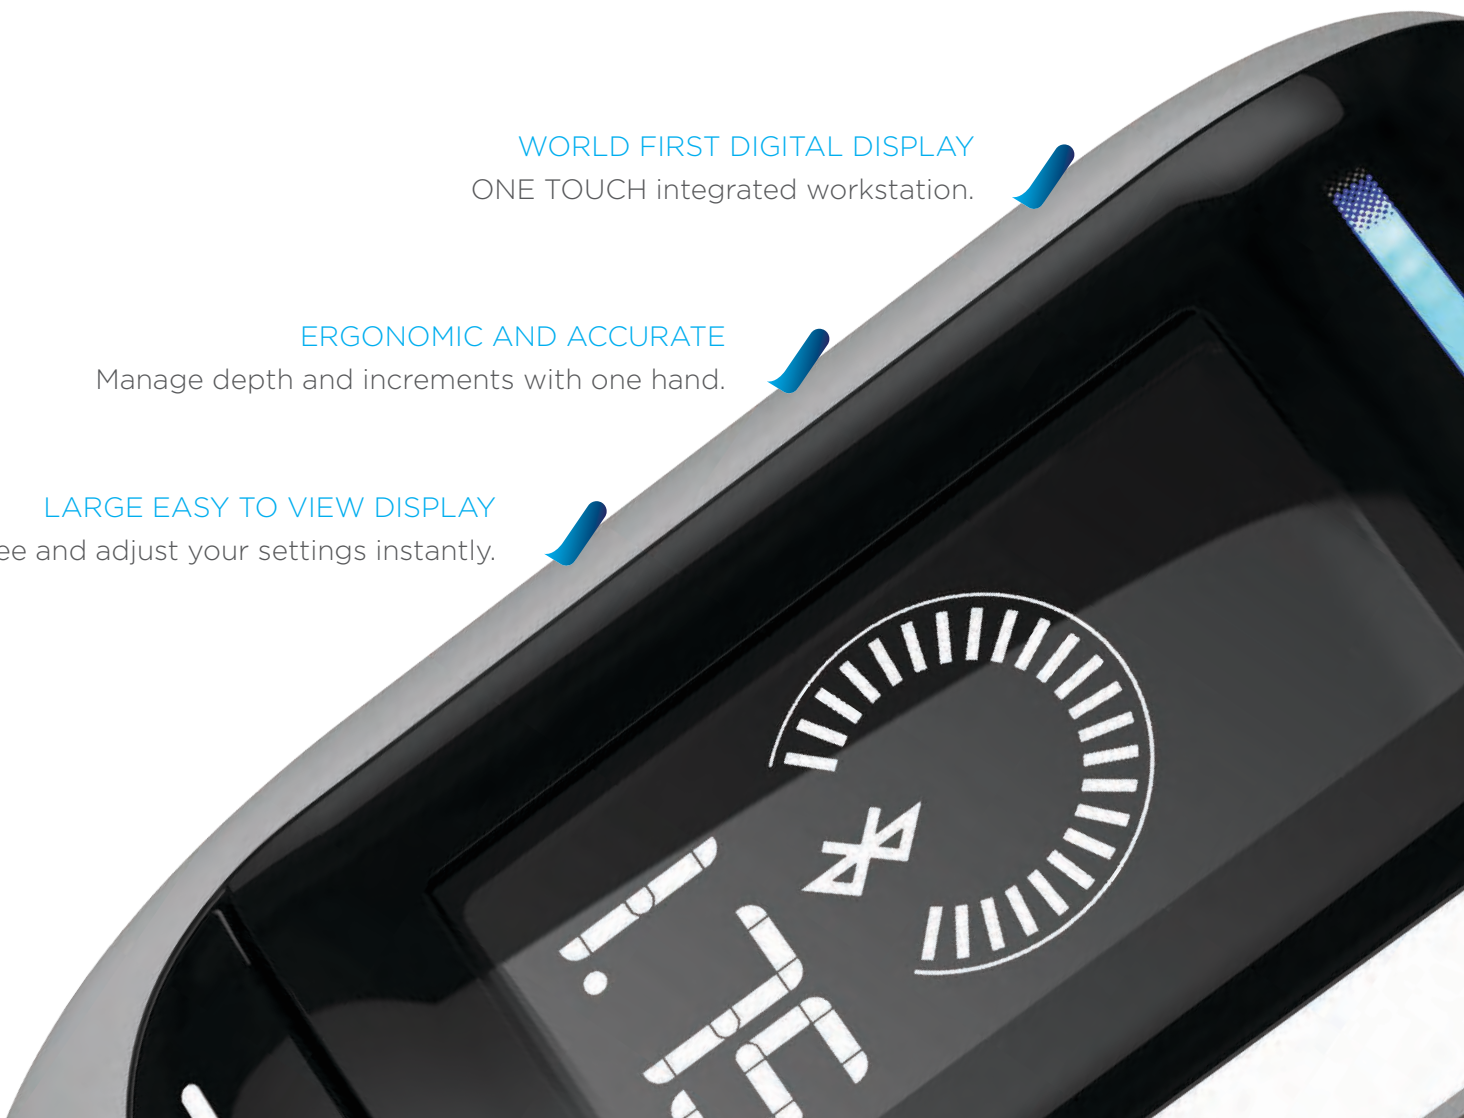 WORLD FIRST DIGITAL DISPLAY
ONE TOUCH integrated workstation.
ERGONOMIC AND ACCURATE
Manage depth and increments with one hand.
LARGE EASY TO VIEW DISPLAY
and adjust your settings instantly.